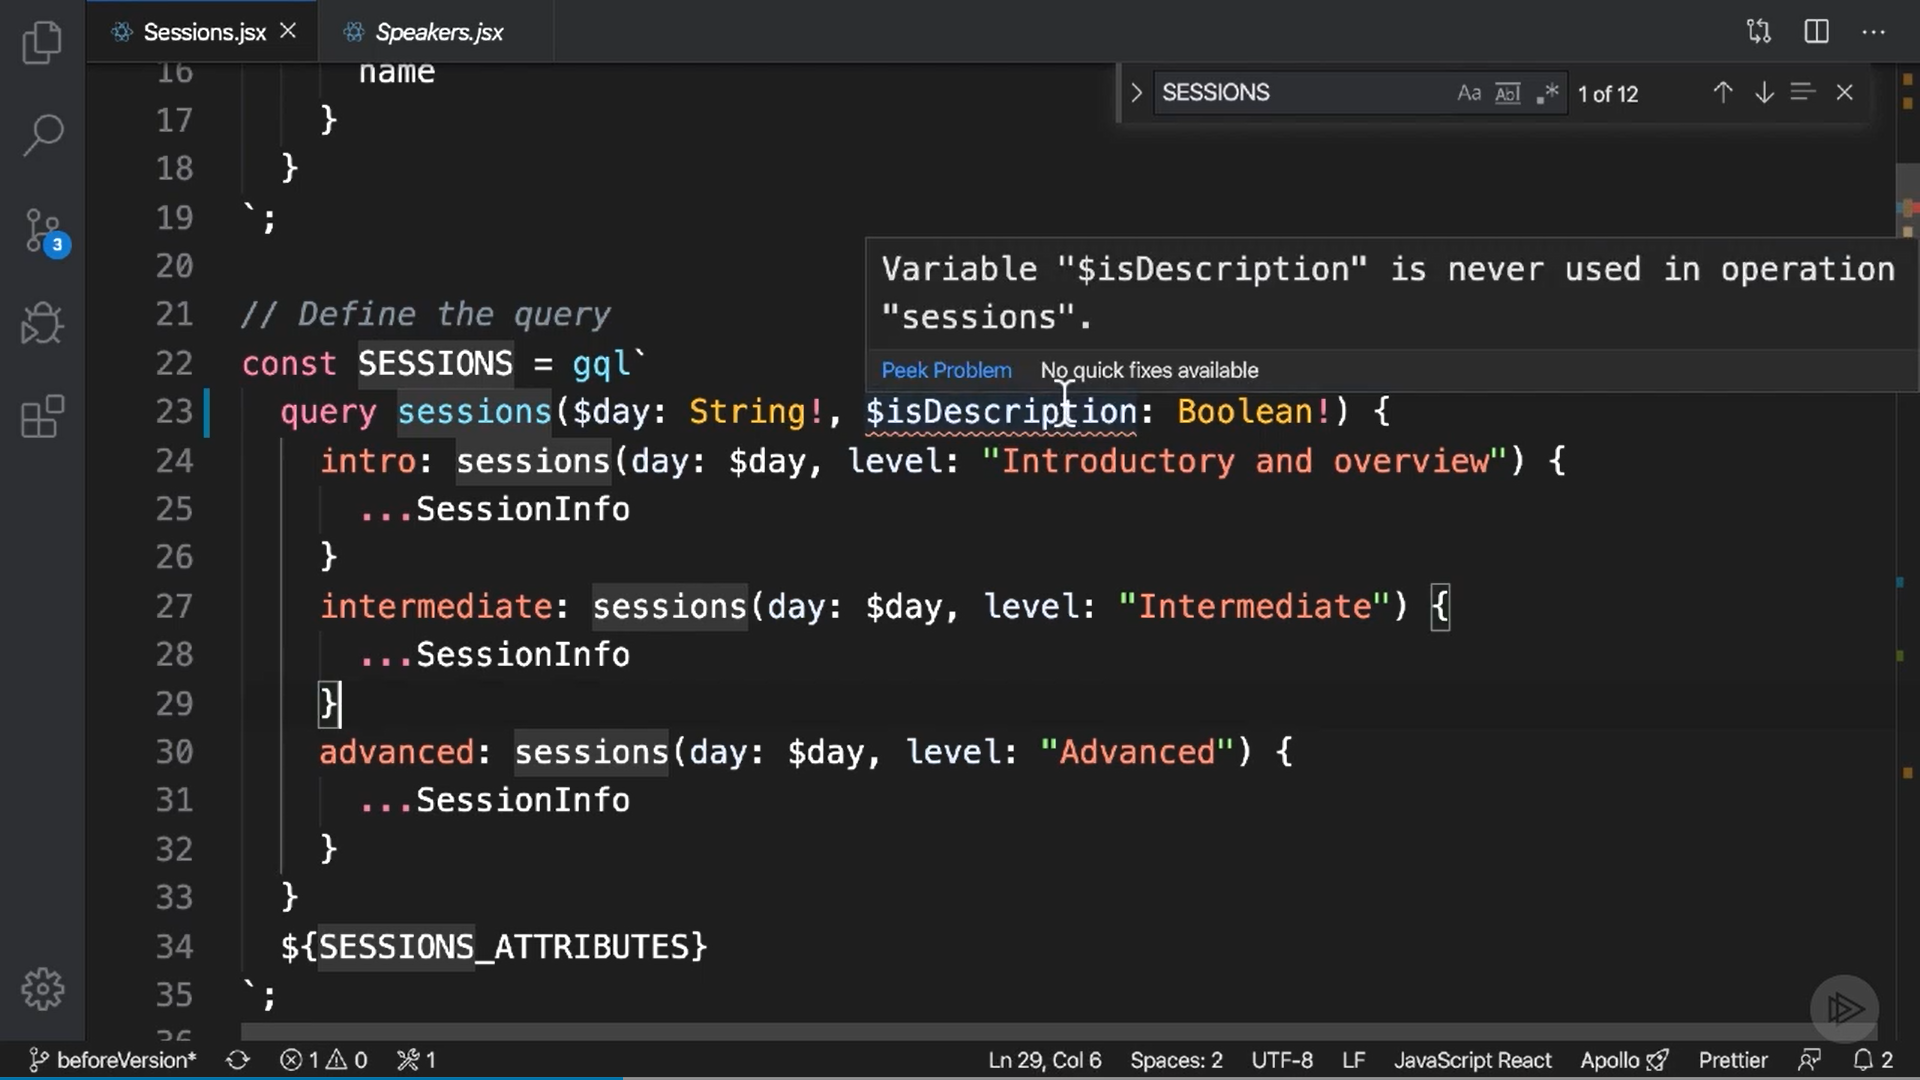 Sessions.jsx
Speakers.jsx
SESSIONS Aa Abl .* 1 of 12
16 name
17 }
18 }
19 `;
20
21 // Define the query
22 const SESSIONS = gql`
Variable "$isDescription" is never used in operation
"sessions".
Peek Problem No quick fixes available
23 query sessions($day: String!, $isDescription: Boolean!) {
24 intro: sessions(day: $day, level: "Introductory and overview") {
25 ...SessionInfo
26 }
27 intermediate: sessions(day: $day, level: "Intermediate") {
28 ...SessionInfo
29 }
30 advanced: sessions(day: $day, level: "Advanced") {
31 ...SessionInfo
32 }
33 }
34 ${SESSIONS_ATTRIBUTES}
35 `;
36
3
beforeVersion* 1 0 1 Ln 29, Col 6 Spaces: 2 UTF-8 LF JavaScript React Apollo Prettier 2